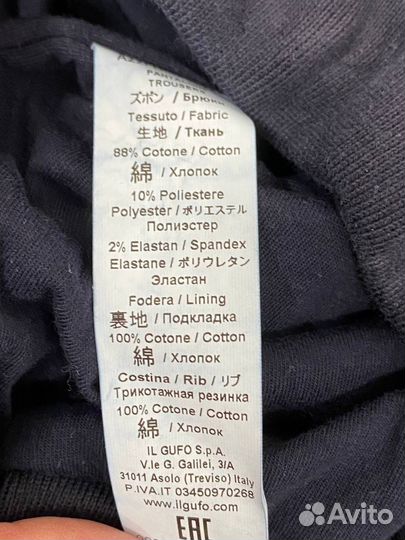 TROUSERS
ズボン / Брюки
Tessuto / Fabric
生地 / Ткань
88% Cotone / Cotton
綿 / Хлопок
10% Poliestere
Polyester / ポリエステル
Полиэстер
2% Elastan / Spandex
Elastane / ポリウレタン
Эластан
Fodera / Lining
裏地 / Подкладка
100% Cotone / Cotton
綿 / Хлопок
Costina / Rib / リブ
Трикотажная резинка
100% Cotone / Cotton
綿 / Хлопок
IL GUFO S.p.A.
V.le G. Galilei, 3/A
31011 Asolo (Treviso) Italy
P.IVA.IT 03450970268
www.ilgufo.com
EAC
Avito